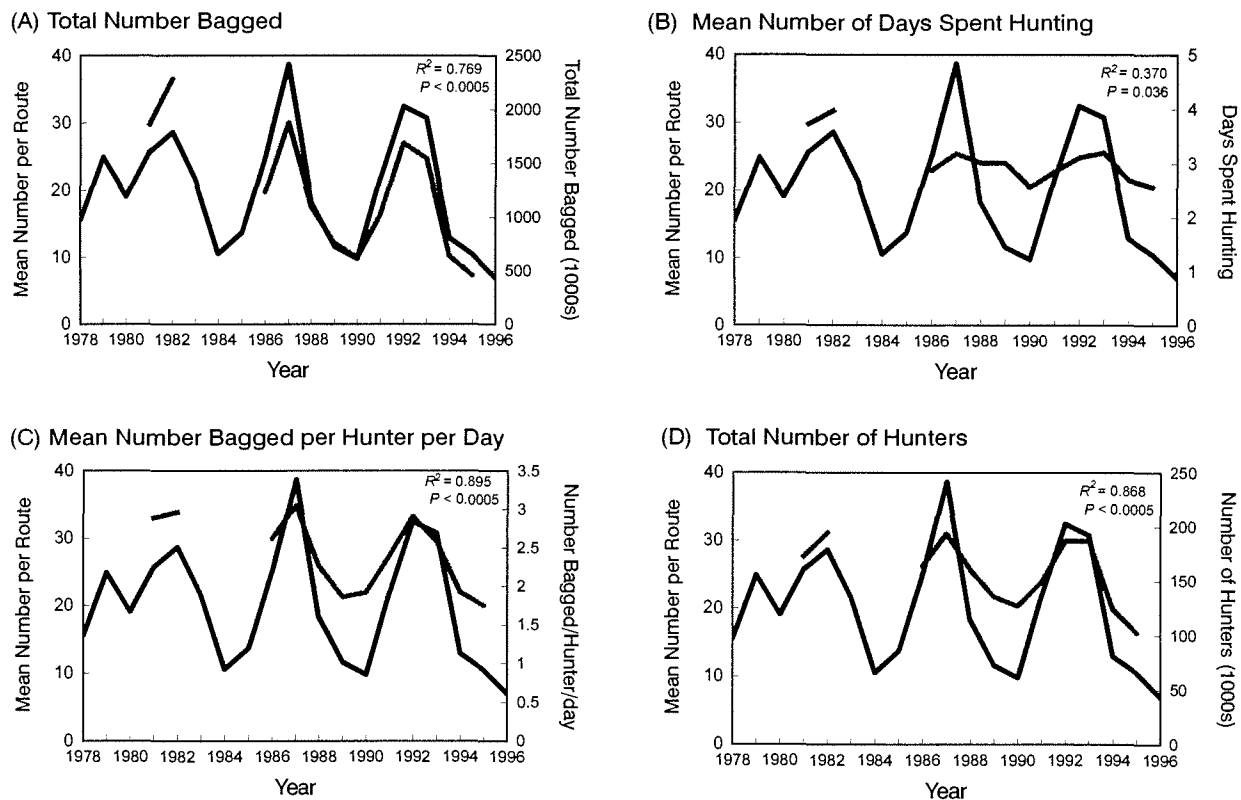 (A) Total Number Bagged
40
30
20
10
0
Mean Number per Route
R² = 0.769
P < 0.0005
2500
2000
1500
1000
500
0
Total Number Bagged (1000s)
1978 1980 1982 1984 1986 1988 1990 1992 1994 1996
Year
(B) Mean Number of Days Spent Hunting
40
30
20
10
0
Mean Number per Route
R² = 0.370
P = 0.036
5
4
3
2
1
0
Days Spent Hunting
1978 1980 1982 1984 1986 1988 1990 1992 1994 1996
Year
(C) Mean Number Bagged per Hunter per Day
40
30
20
10
0
Mean Number per Route
R² = 0.895
P < 0.0005
3.5
3
2.5
2
1.5
1
0.5
0
Number Bagged/Hunter/day
1978 1980 1982 1984 1986 1988 1990 1992 1994 1996
Year
(D) Total Number of Hunters
40
30
20
10
0
Mean Number per Route
R² = 0.868
P < 0.0005
250
200
150
100
50
0
Number of Hunters (1000s)
1978 1980 1982 1984 1986 1988 1990 1992 1994 1996
Year